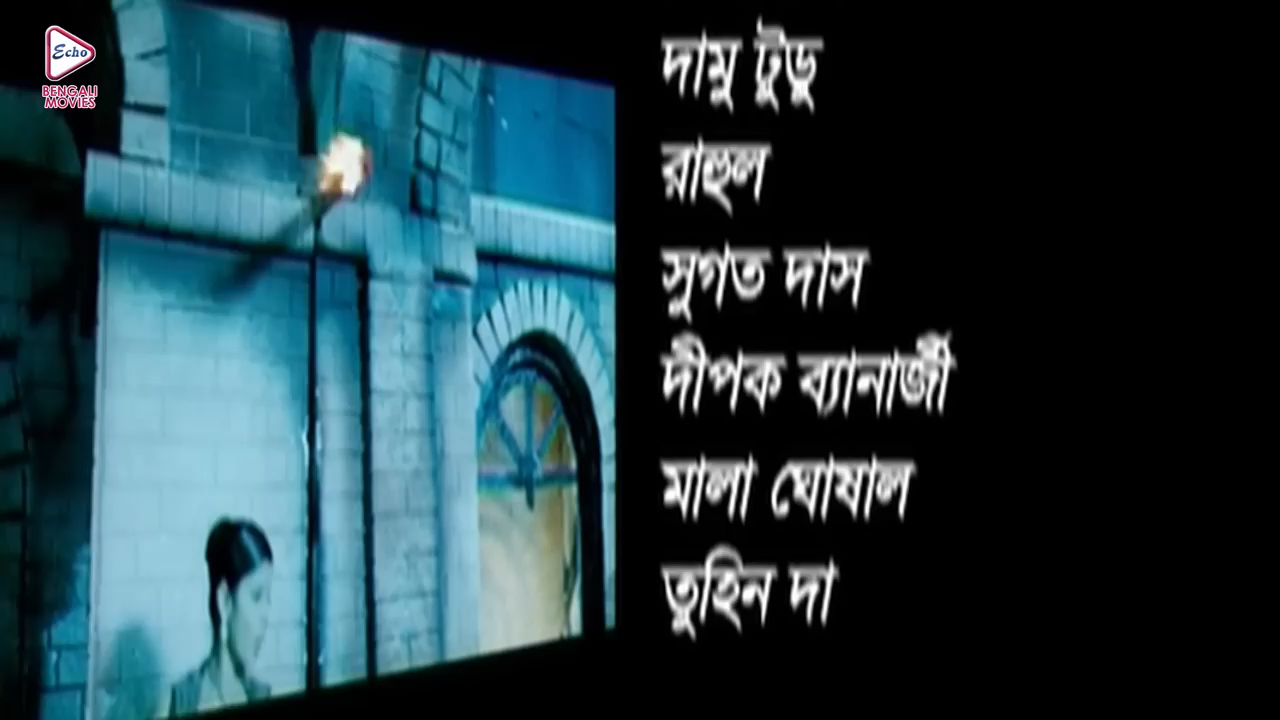 Echo
BENGALI
MOVIES
দামু টুডু
রাহুল
সুগত দাস
দীপক ব্যানার্জী
মালা ঘোষাল
তুহিন দা